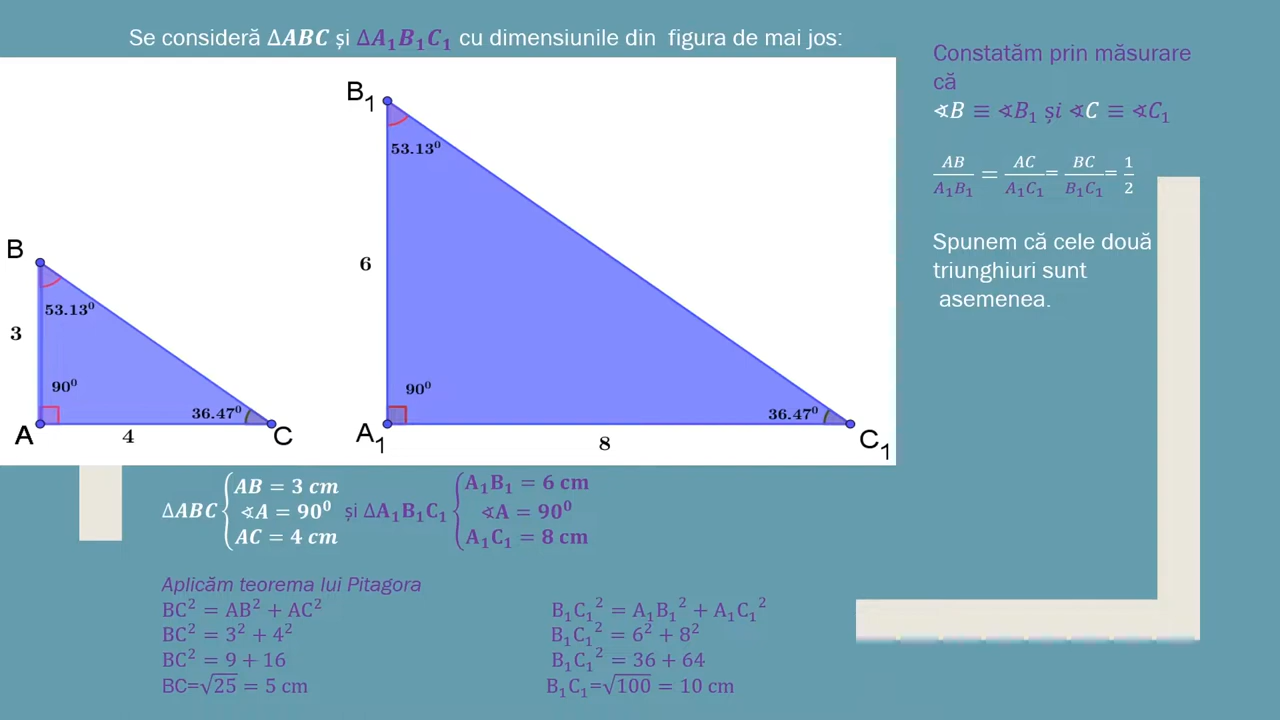 Se consideră ∆ABC și ∆A₁B₁C₁ cu dimensiunile din figura de mai jos:
B
3
A
4
C
53.13⁰
90⁰
36.47⁰
B₁
6
A₁
8
C₁
53.13⁰
90⁰
36.47⁰
Constatăm prin măsurare
că
∢B ≡ ∢B₁ și ∢C ≡ ∢C₁
AB/A₁B₁ = AC/A₁C₁ = BC/B₁C₁ = 1/2
Spunem că cele două
triunghiuri sunt
asemenea.
∆ABC { AB = 3 cm
∢A = 90⁰
AC = 4 cm
și ∆A₁B₁C₁ { A₁B₁ = 6 cm
∢A = 90⁰
A₁C₁ = 8 cm
Aplicăm teorema lui Pitagora
BC² = AB² + AC²
BC² = 3² + 4²
BC² = 9 + 16
BC=√25 = 5 cm
B₁C₁² = A₁B₁² + A₁C₁²
B₁C₁² = 6² + 8²
B₁C₁² = 36 + 64
B₁C₁=√100 = 10 cm